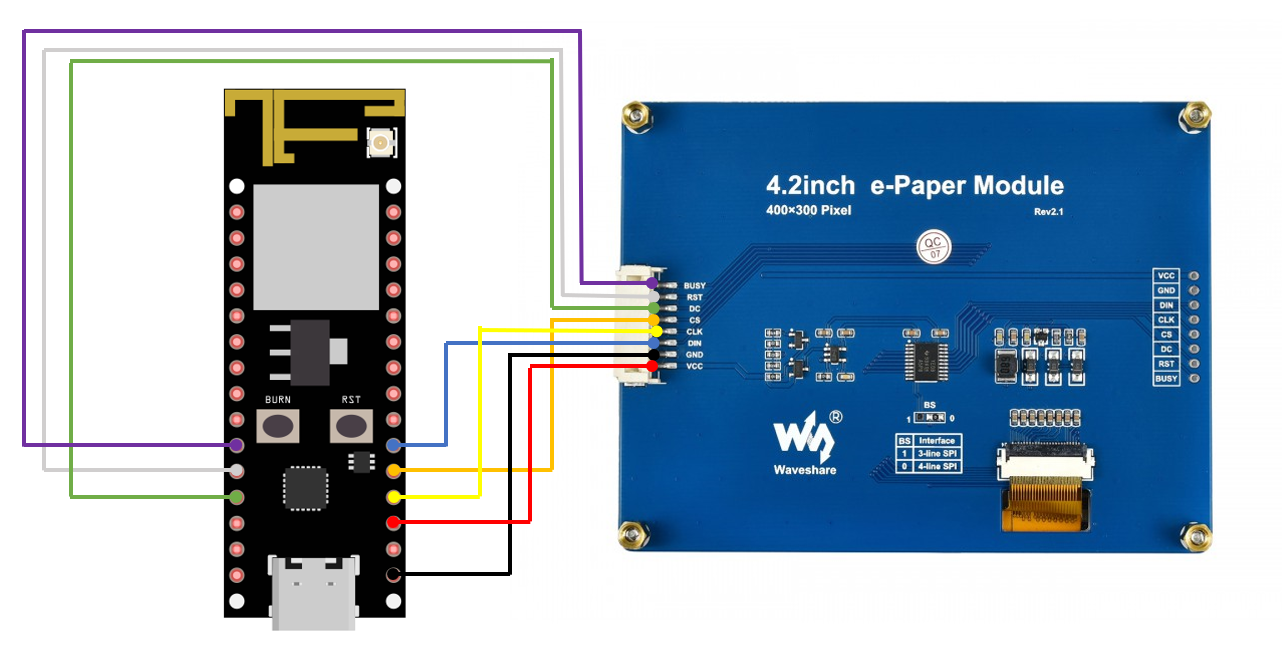 4.2inch e-Paper Module
400×300 Pixel
Rev2.1
QC
07
BUSY
RST
DC
CS
CLK
DIN
GND
VCC
VCC
GND
DIN
CLK
CS
DC
RST
BUSY
BURN
RST
BS
1
0
BS Interface
1 3-line SPI
0 4-line SPI
®
Waveshare